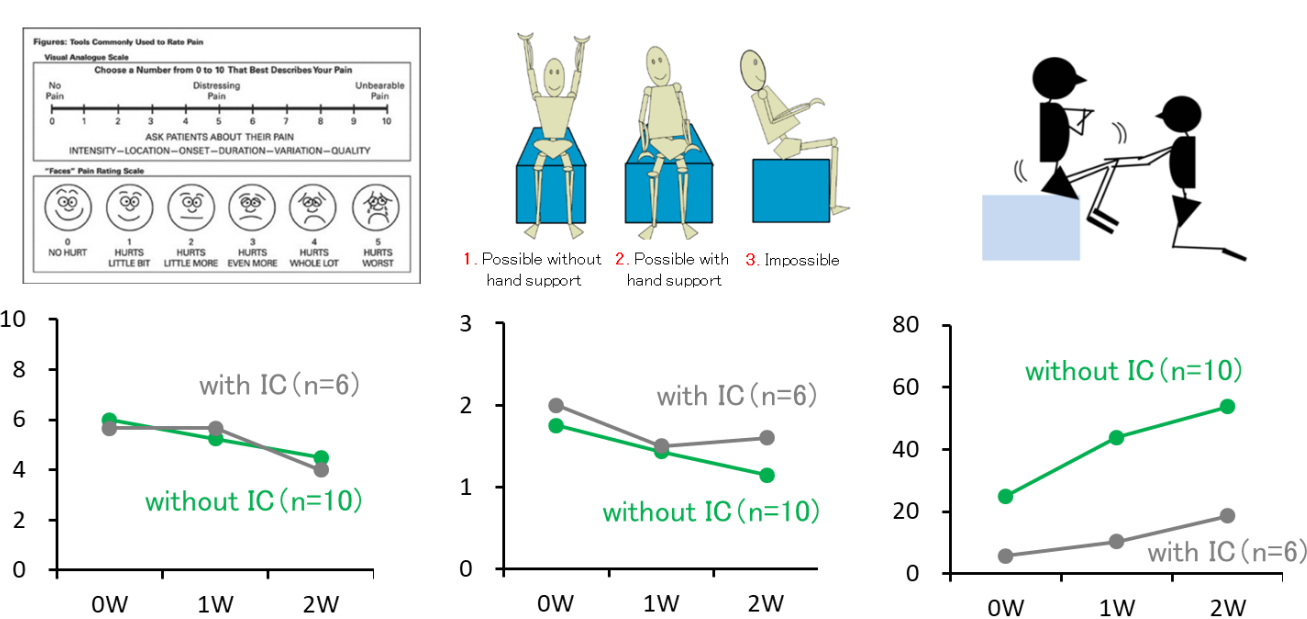 Figures: Tools Commonly Used to Rate Pain
Visual Analogue Scale
Choose a Number from 0 to 10 That Best Describes Your Pain
No Pain
Distressing Pain
Unbearable Pain
0 1 2 3 4 5 6 7 8 9 10
ASK PATIENTS ABOUT THEIR PAIN
INTENSITY—LOCATION—ONSET—DURATION—VARIATION—QUALITY
"Faces" Pain Rating Scale
0 NO HURT
1 HURTS LITTLE BIT
2 HURTS LITTLE MORE
3 HURTS EVEN MORE
4 HURTS WHOLE LOT
5 HURTS WORST
1. Possible without
hand support
2. Possible with
hand support
3. Impossible
10
8
6
4
2
0
with IC (n=6)
without IC (n=10)
0W 1W 2W
3
2
1
0
with IC (n=6)
without IC (n=10)
0W 1W 2W
80
60
40
20
0
without IC (n=10)
with IC (n=6)
0W 1W 2W